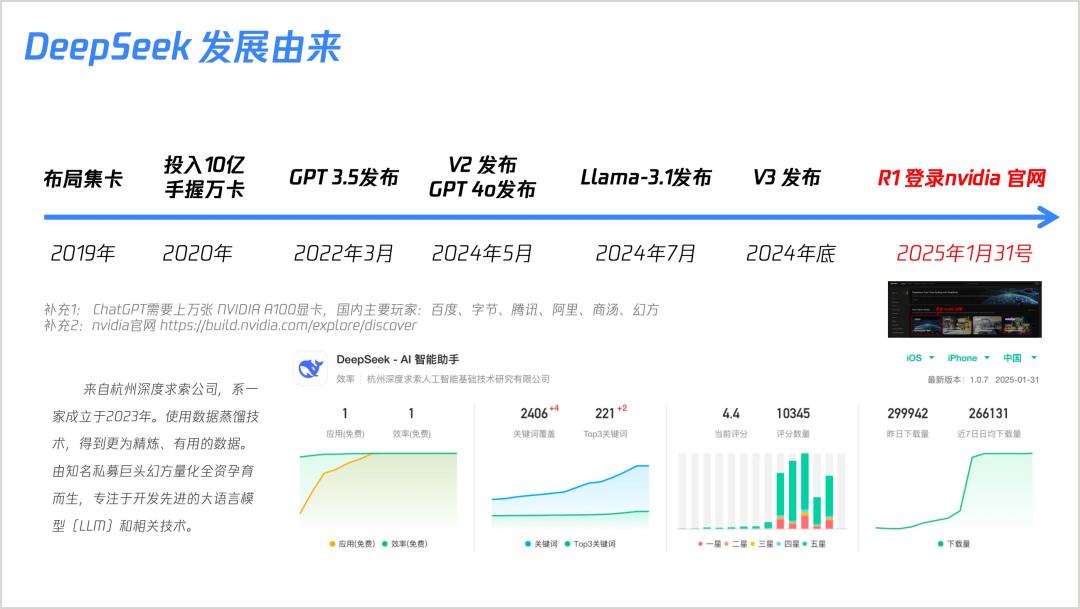 DeepSeek 发展由来
布局集卡
投入10亿
手握万卡
GPT 3.5发布
V2 发布
GPT 4o发布
Llama-3.1发布
V3 发布
R1 登录nvidia 官网
2019年
2020年
2022年3月
2024年5月
2024年7月
2024年底
2025年1月31号
补充1： ChatGPT需要上万张 NVIDIA A100显卡，国内主要玩家：百度、字节、腾讯、阿里、商汤、幻方
补充2：nvidia官网 https://build.nvidia.com/explore/discover
iOS iPhone 中国
最新版本：1.0.7 2025-01-31
DeepSeek - AI 智能助手
效率 杭州深度求索人工智能基础技术研究有限公司
来自杭州深度求索公司，系一
家成立于2023年。使用数据蒸馏技
术，得到更为精炼、有用的数据。
由知名私募巨头幻方量化全资孕育
而生，专注于开发先进的大语言模
型（LLM）和相关技术。
1 1
应用(免费) 效率(免费)
应用(免费) 效率(免费)
2406+4 221+2
关键词覆盖 Top3关键词
关键词 Top3关键词
4.4 10345
当前评分 评分数量
一星 二星 三星 四星 五星
299942 266131
昨日下载量 近7日日均下载量
下载量